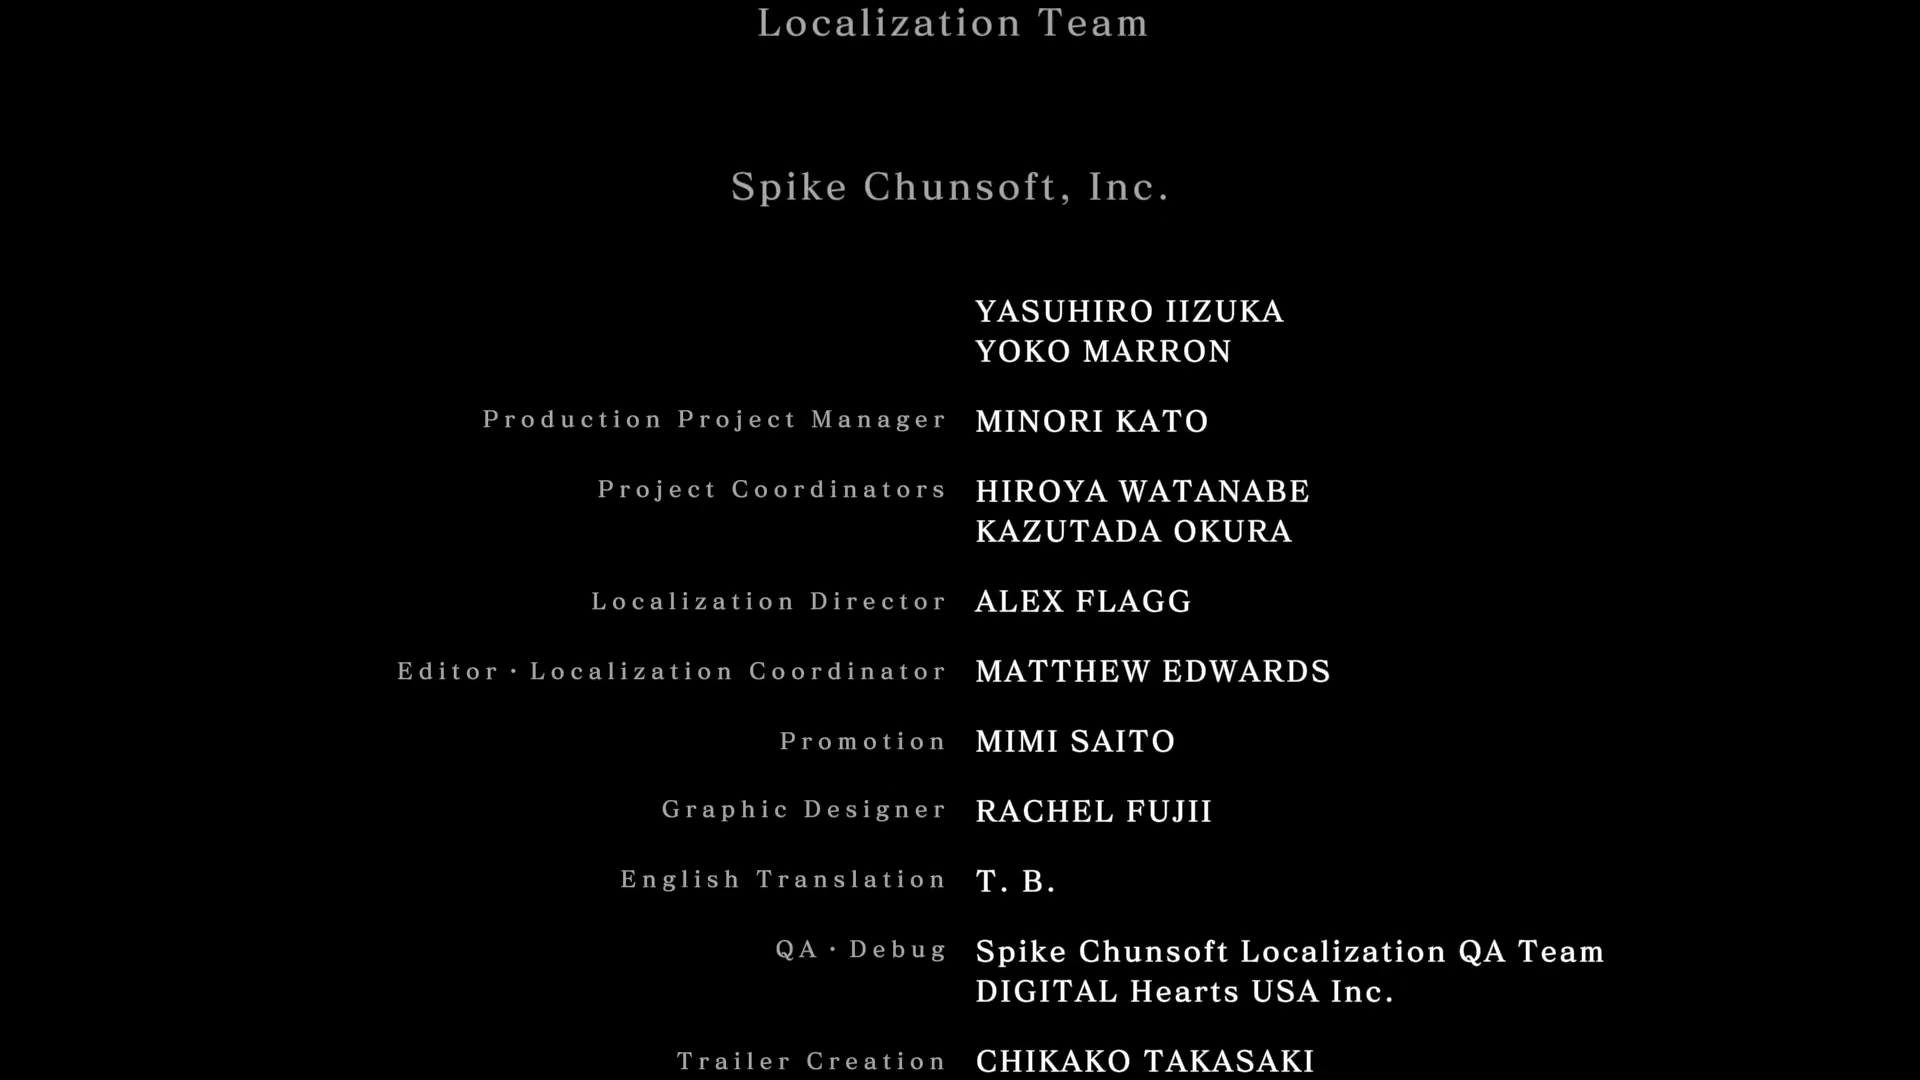 Localization Team
Spike Chunsoft, Inc.
YASUHIRO IIZUKA
YOKO MARRON
Production Project Manager MINORI KATO
Project Coordinators HIROYA WATANABE
KAZUTADA OKURA
Localization Director ALEX FLAGG
Editor・Localization Coordinator MATTHEW EDWARDS
Promotion MIMI SAITO
Graphic Designer RACHEL FUJII
English Translation T. B.
QA・Debug Spike Chunsoft Localization QA Team
DIGITAL Hearts USA Inc.
Trailer Creation CHIKAKO TAKASAKI